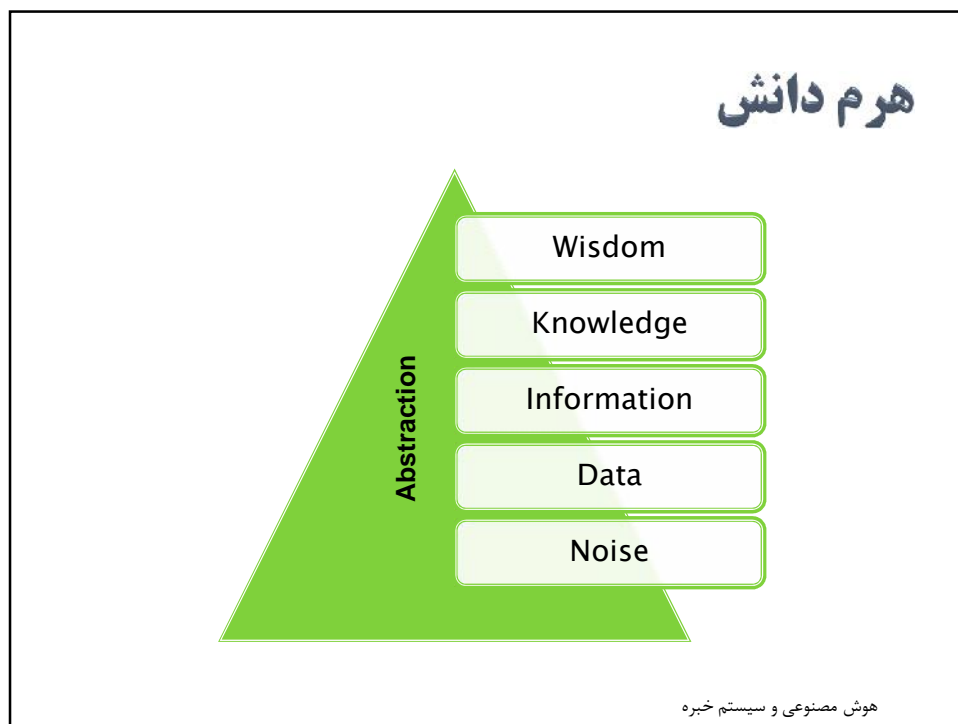 هرم دانش
Wisdom
Knowledge
Information
Data
Noise
Abstraction
هوش مصنوعی و سیستم خبره